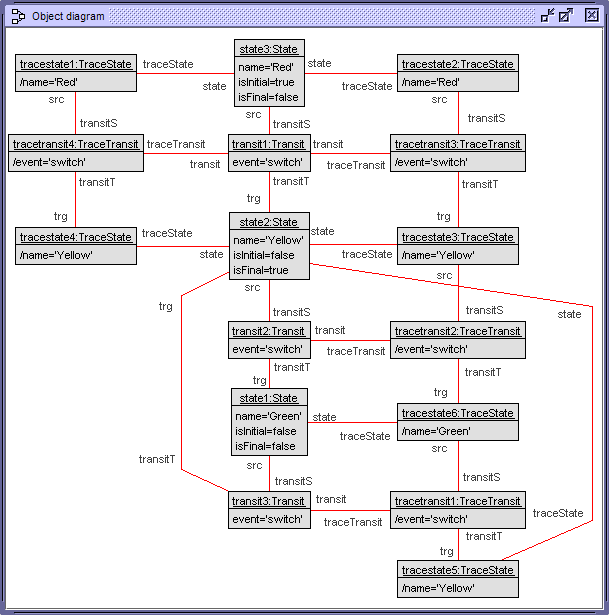 Object diagram
state3:State
tracestate1:TraceState
traceState
state
tracestate2:TraceState
/name='Red'
name='Red'
/name='Red'
isInitial=true
isFinal=false
state
traceState
src
src
src
transitS
transitS
transitS
tracetransit4:TraceTransit
traceTransit
transit1:Transit
transit
tracetransit3:TraceTransit
/event='switch'
transit
event='switch'
traceTransit
/event='switch'
transitT
transitT
transitT
trg
trg
trg
state2:State
tracestate4:TraceState
traceState
name='Yellow'
state
tracestate3:TraceState
/name='Yellow'
state
isInitial=false
traceState
/name='Yellow'
isFinal=true
src
src
trg
transitS
transitS
state
transit2:Transit
transit
tracetransit2:TraceTransit
event='switch'
traceTransit
/event='switch'
transitT
transitT
trg
trg
state1:State
name='Green'
state
tracestate6:TraceState
isInitial=false
traceState
/name='Green'
isFinal=false
src
src
transitT
transitS
transitS
transit3:Transit
transit
tracetransit1:TraceTransit
traceState
event='switch'
traceTransit
/event='switch'
transitT
trg
tracestate5:TraceState
/name='Yellow'